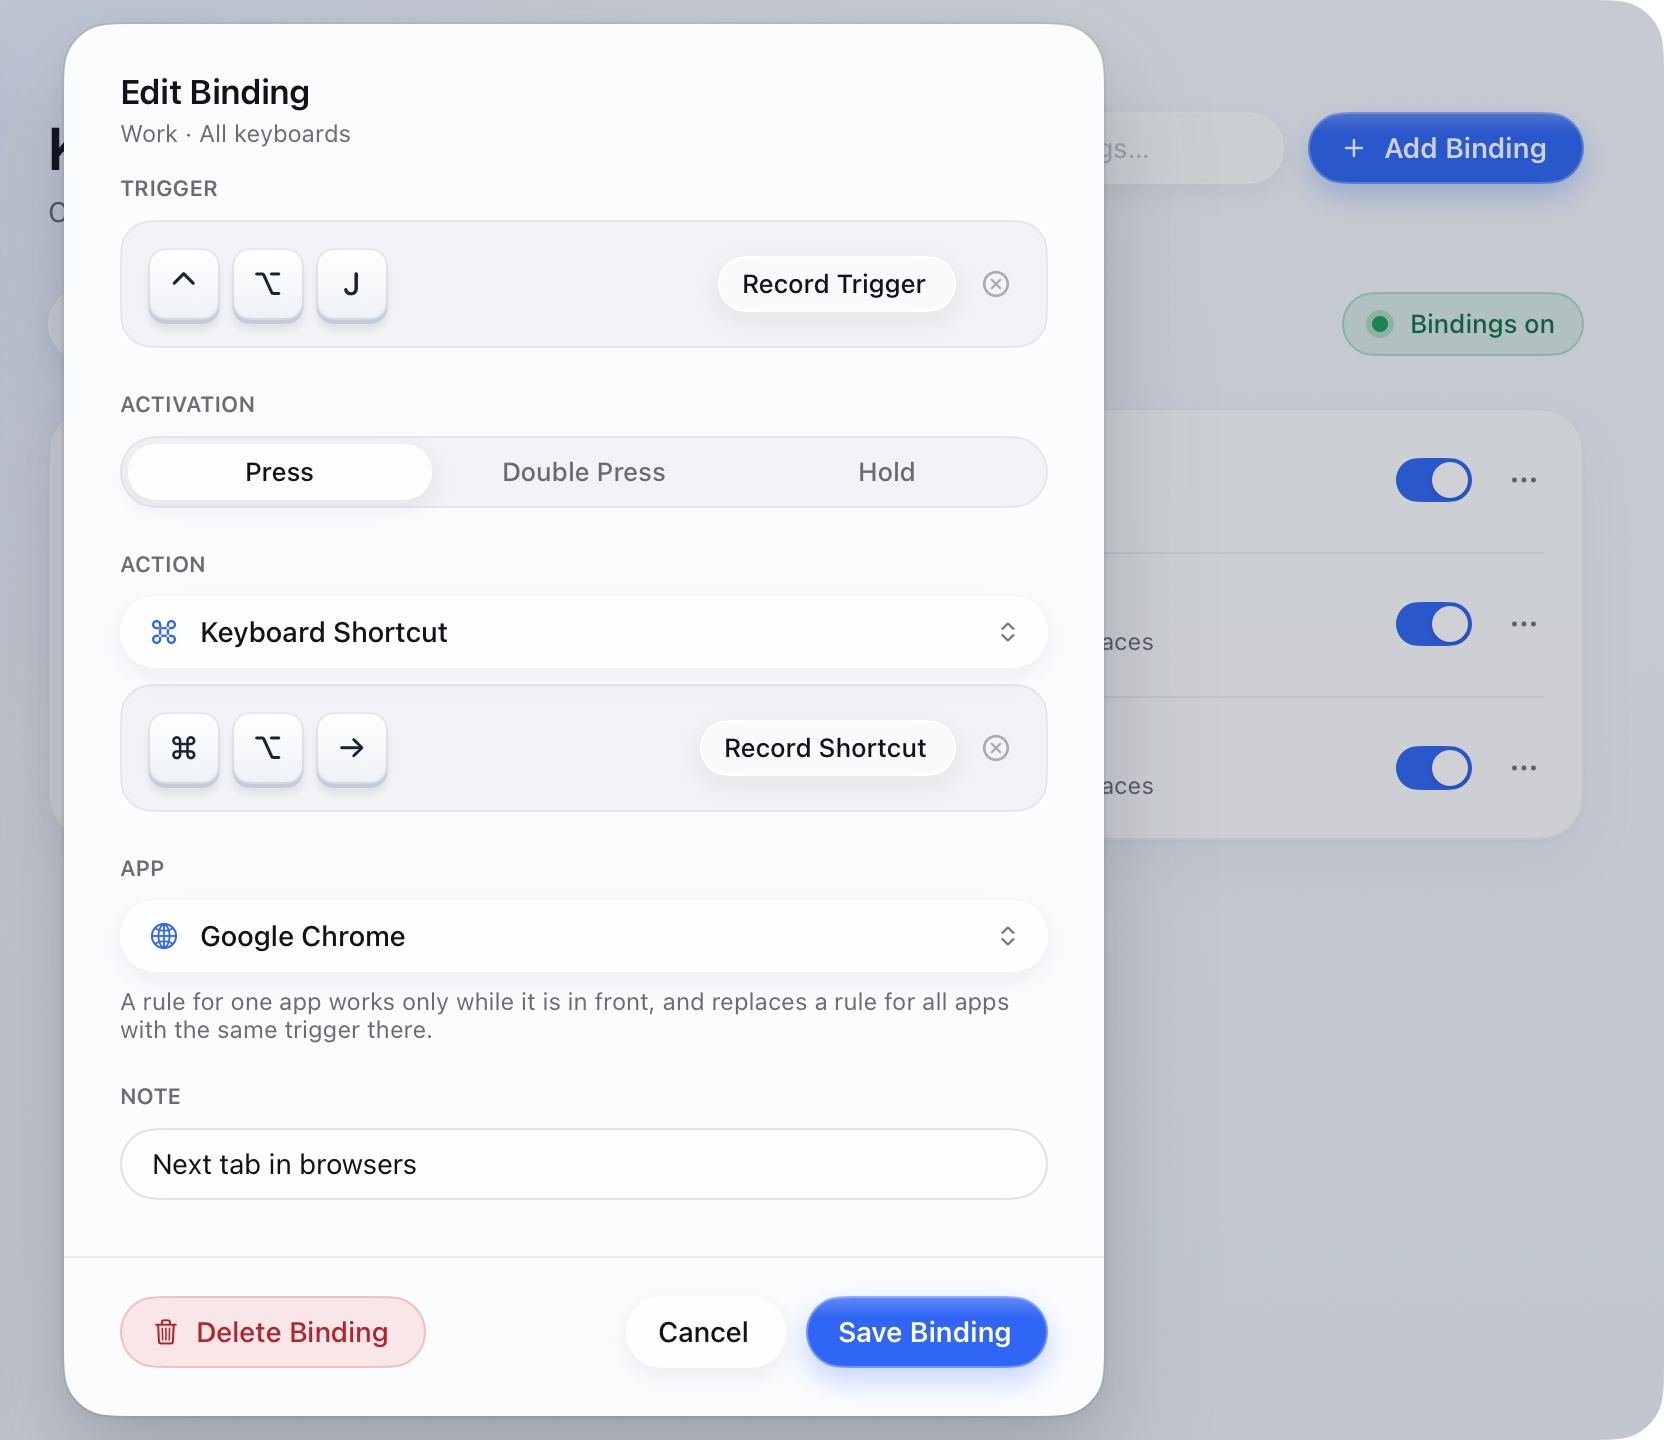 Edit Binding
Work · All keyboards
TRIGGER
⌃ ⌥ J
Record Trigger
ACTIVATION
Press
Double Press
Hold
ACTION
Keyboard Shortcut
⌘ ⌥ →
Record Shortcut
APP
Google Chrome
A rule for one app works only while it is in front, and replaces a rule for all apps
with the same trigger there.
NOTE
Next tab in browsers
Delete Binding
Cancel
Save Binding
+ Add Binding
Bindings on